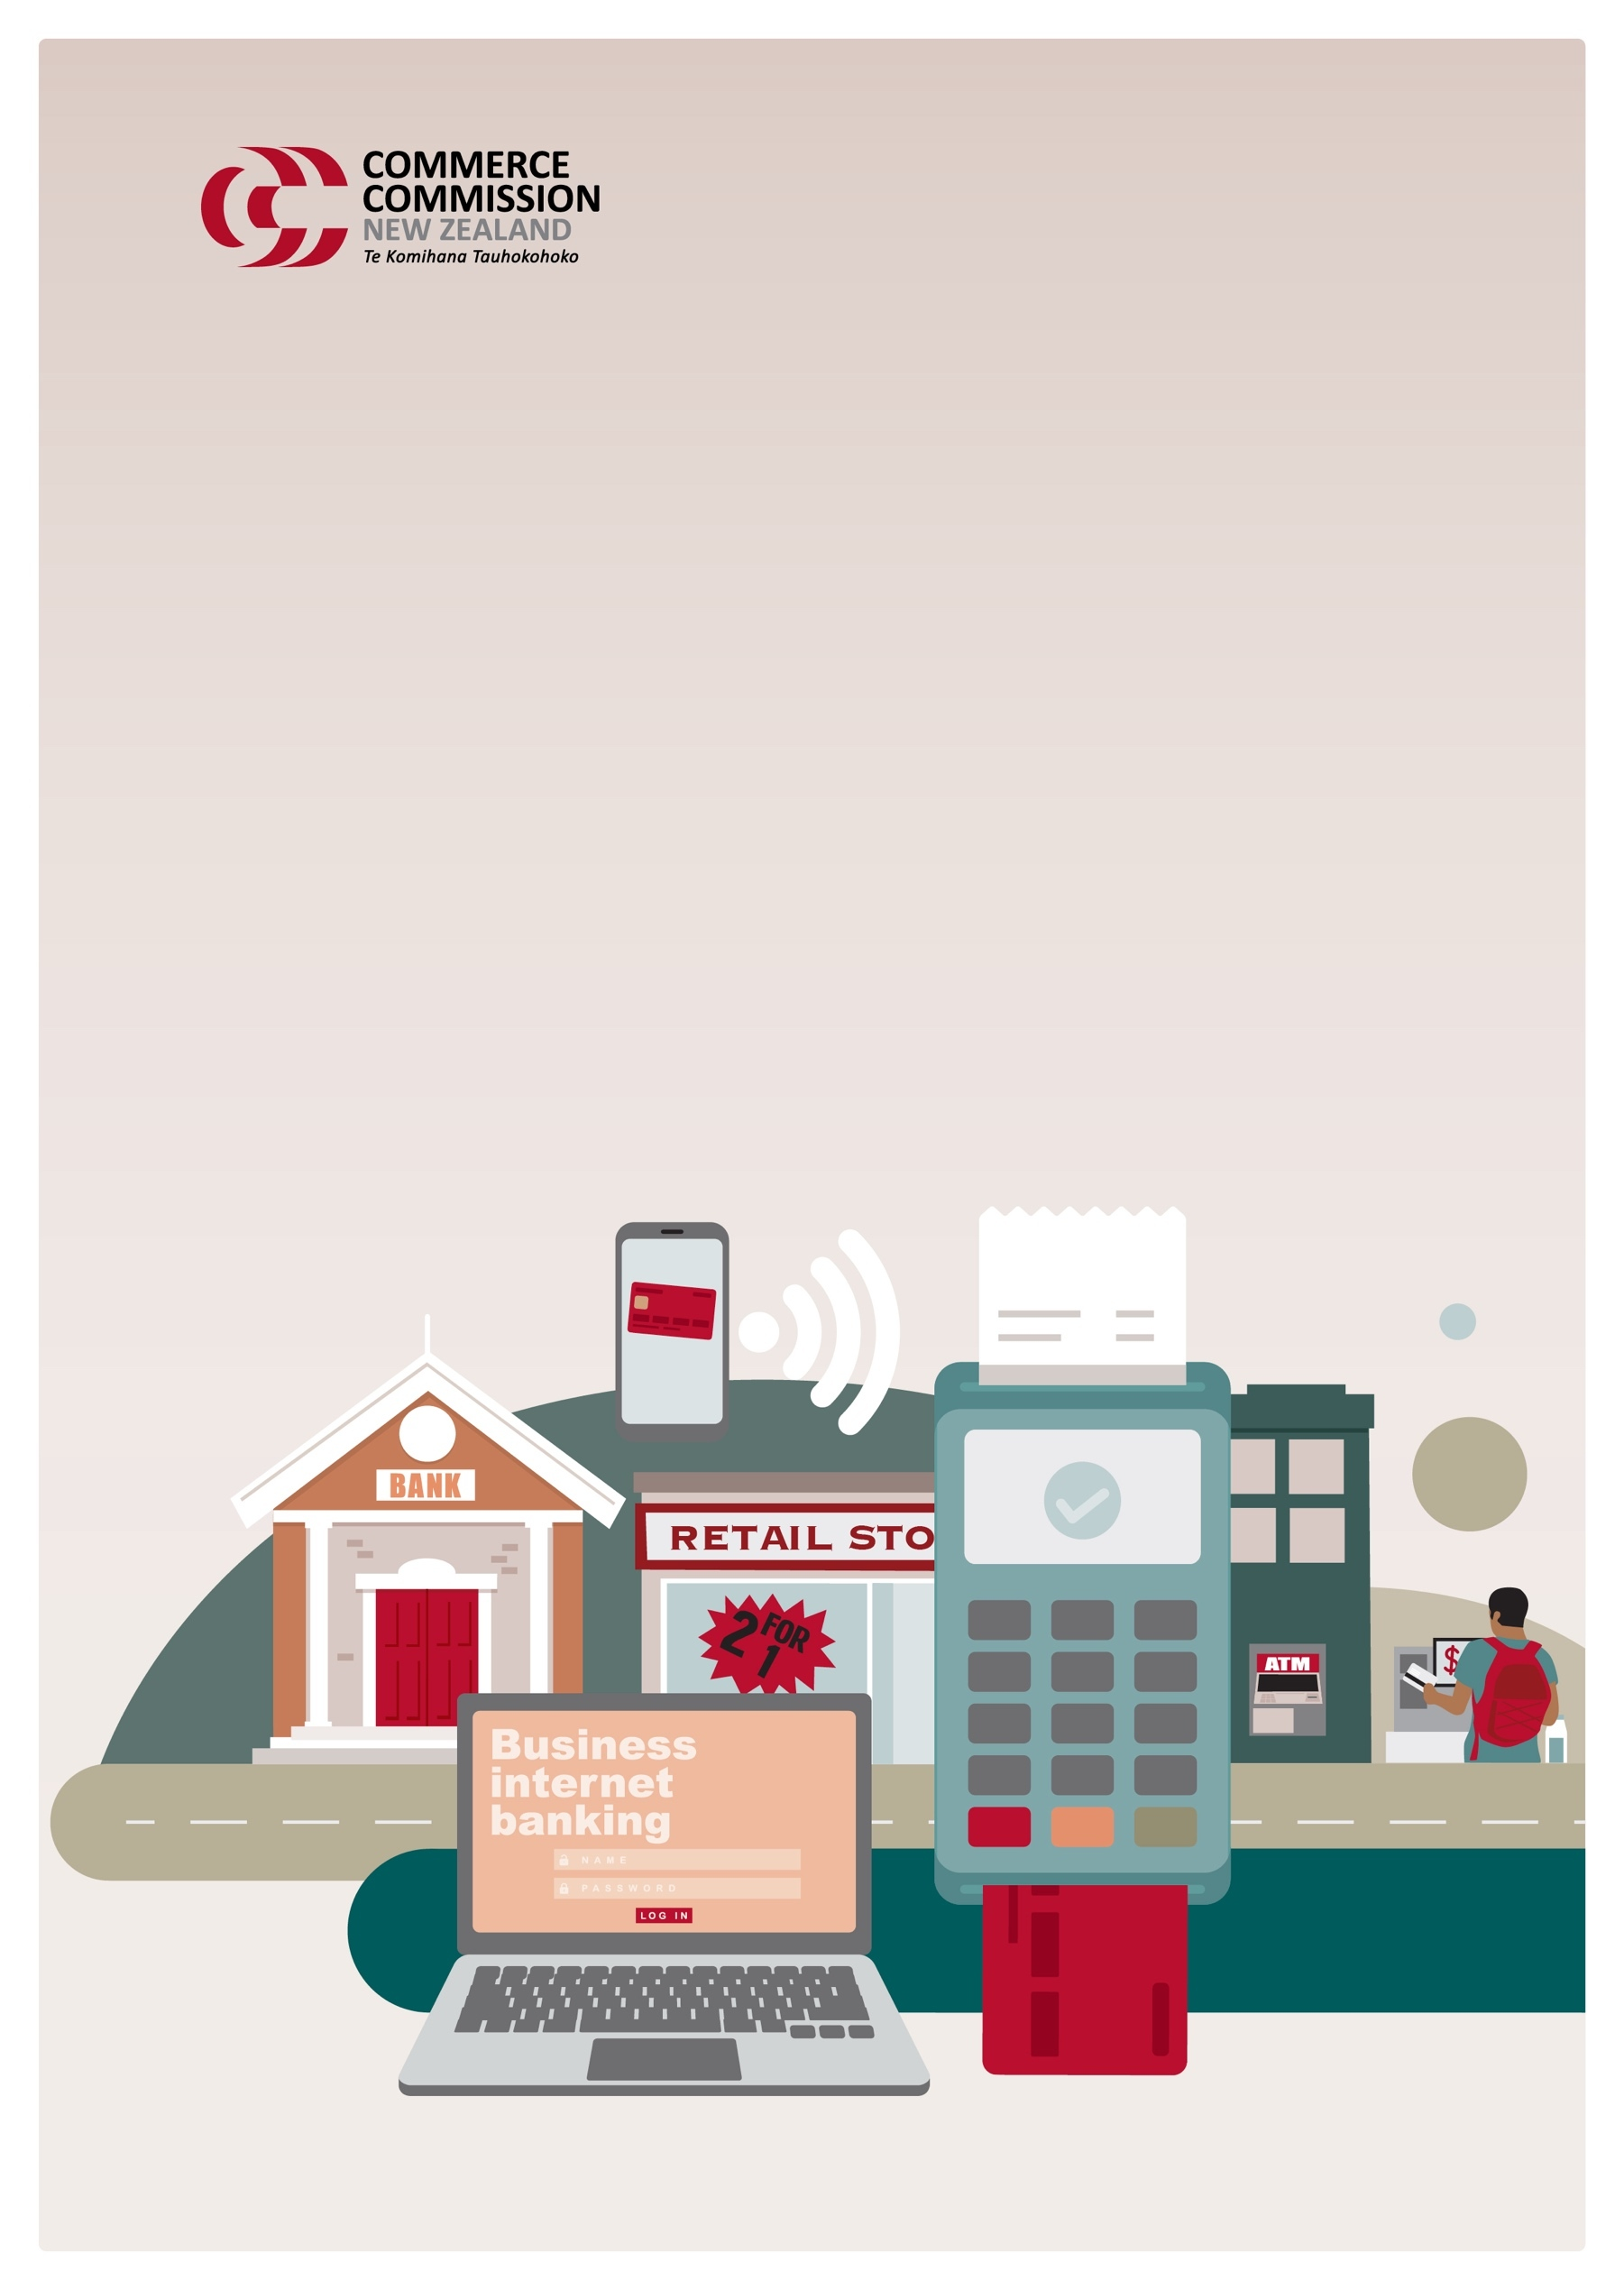 COMMERCE
COMMISSION
NEW ZEALAND
Te Komihana Tauhokohoko
BANK
RETAIL STO
2 FOR
1
ATM
$
Business
internet
banking
NAME
PASSWORD
LOG IN